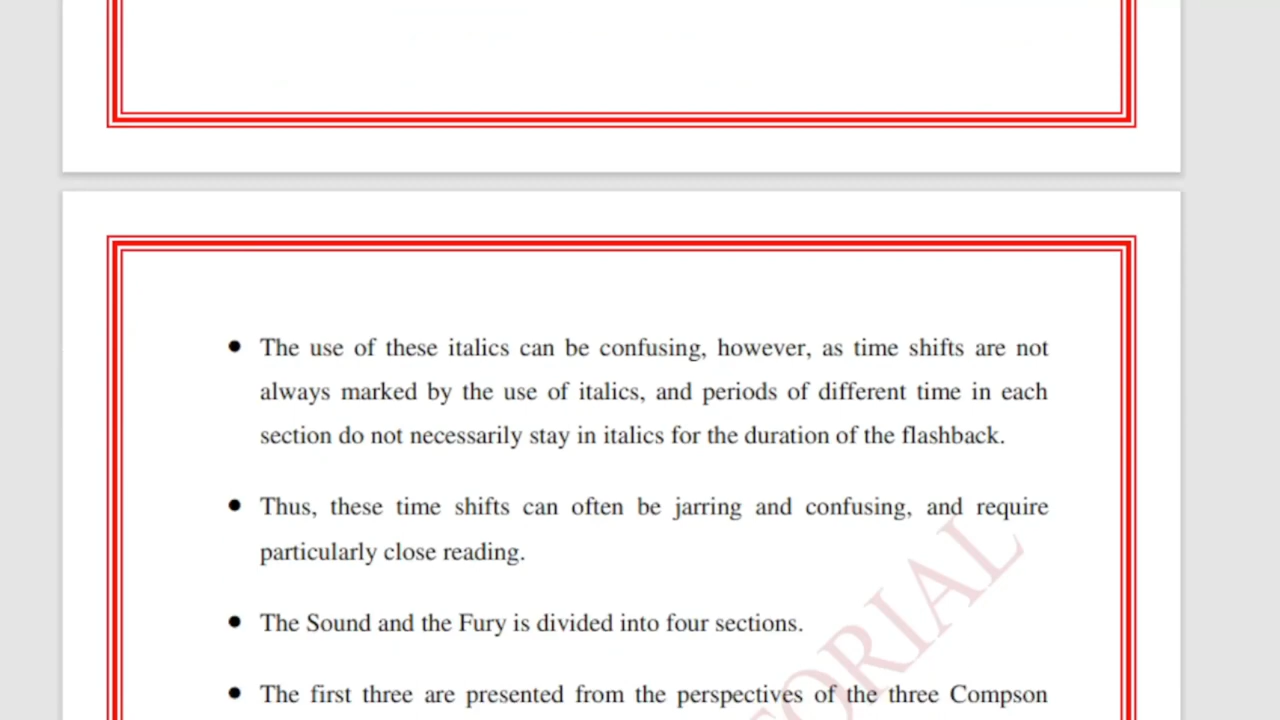 The use of these italics can be confusing, however, as time shifts are not
always marked by the use of italics, and periods of different time in each
section do not necessarily stay in italics for the duration of the flashback.
Thus, these time shifts can often be jarring and confusing, and require
particularly close reading.
The Sound and the Fury is divided into four sections.
The first three are presented from the perspectives of the three Compson